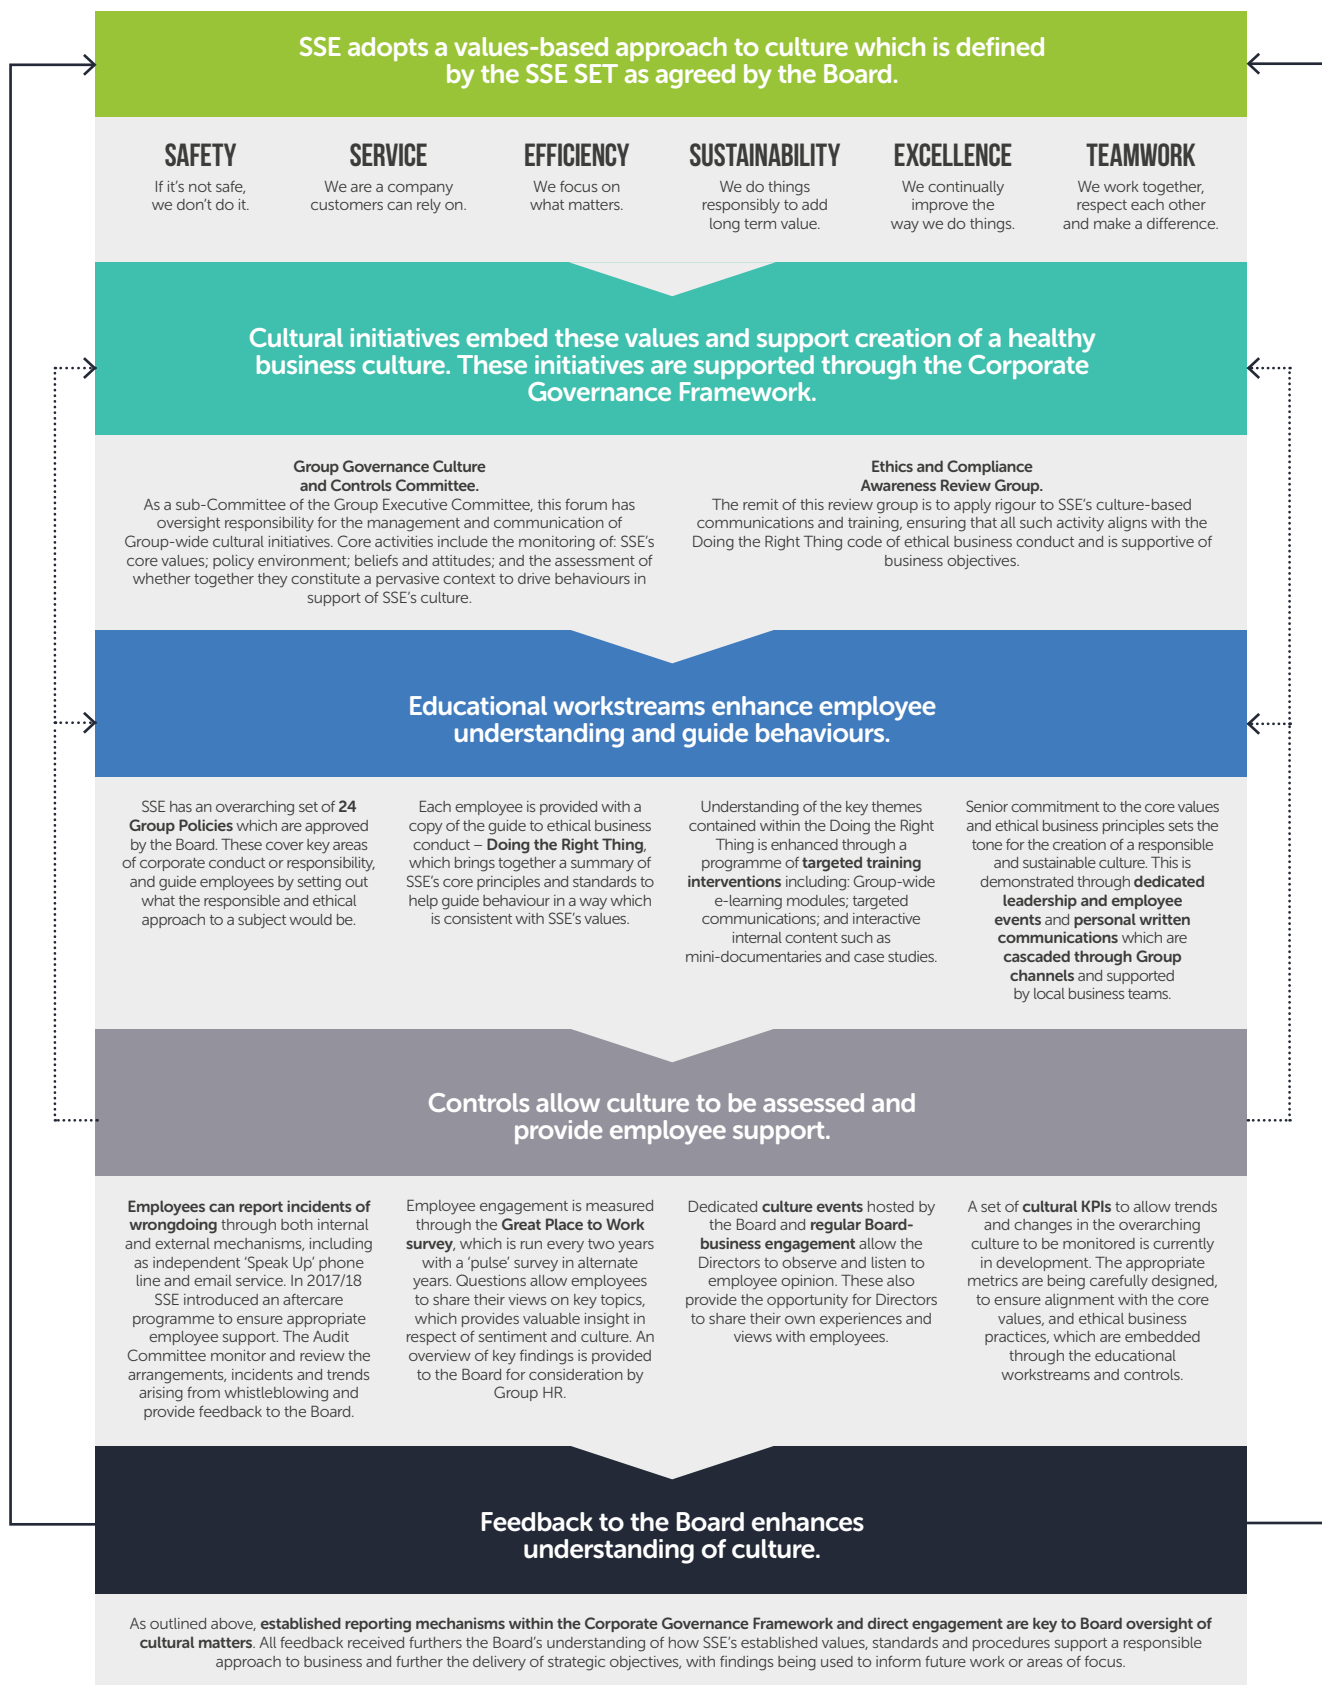 SSE adopts a values-based approach to culture which is defined
by the SSE SET as agreed by the Board.
SAFETY
If it’s not safe,
we don’t do it.
SERVICE
We are a company
customers can rely on.
EFFICIENCY
We focus on
what matters.
SUSTAINABILITY
We do things
responsibly to add
long term value.
EXCELLENCE
We continually
improve the
way we do things.
TEAMWORK
We work together,
respect each other
and make a difference.
Cultural initiatives embed these values and support creation of a healthy
business culture. These initiatives are supported through the Corporate
Governance Framework.
Group Governance Culture
and Controls Committee.
As a sub-Committee of the Group Executive Committee, this forum has
oversight responsibility for the management and communication of
Group-wide cultural initiatives. Core activities include the monitoring of: SSE’s
core values; policy environment; beliefs and attitudes; and the assessment of
whether together they constitute a pervasive context to drive behaviours in
support of SSE’s culture.
Ethics and Compliance
Awareness Review Group.
The remit of this review group is to apply rigour to SSE’s culture-based
communications and training, ensuring that all such activity aligns with the
Doing the Right Thing code of ethical business conduct and is supportive of
business objectives.
Educational workstreams enhance employee
understanding and guide behaviours.
SSE has an overarching set of 24
Group Policies which are approved
by the Board. These cover key areas
of corporate conduct or responsibility,
and guide employees by setting out
what the responsible and ethical
approach to a subject would be.
Each employee is provided with a
copy of the guide to ethical business
conduct – Doing the Right Thing,
which brings together a summary of
SSE’s core principles and standards to
help guide behaviour in a way which
is consistent with SSE’s values.
Understanding of the key themes
contained within the Doing the Right
Thing is enhanced through a
programme of targeted training
interventions including: Group-wide
e-learning modules; targeted
communications; and interactive
internal content such as
mini-documentaries and case studies.
Senior commitment to the core values
and ethical business principles sets the
tone for the creation of a responsible
and sustainable culture. This is
demonstrated through dedicated
leadership and employee
events and personal written
communications which are
cascaded through Group
channels and supported
by local business teams.
Controls allow culture to be assessed and
provide employee support.
Employees can report incidents of
wrongdoing through both internal
and external mechanisms, including
as independent ‘Speak Up’ phone
line and email service. In 2017/18
SSE introduced an aftercare
programme to ensure appropriate
employee support. The Audit
Committee monitor and review the
arrangements, incidents and trends
arising from whistleblowing and
provide feedback to the Board.
Employee engagement is measured
through the Great Place to Work
survey, which is run every two years
with a ‘pulse’ survey in alternate
years. Questions allow employees
to share their views on key topics,
which provides valuable insight in
respect of sentiment and culture. An
overview of key findings is provided
to the Board for consideration by
Group HR.
Dedicated culture events hosted by
the Board and regular Board-
business engagement allow the
Directors to observe and listen to
employee opinion. These also
provide the opportunity for Directors
to share their own experiences and
views with employees.
A set of cultural KPIs to allow trends
and changes in the overarching
culture to be monitored is currently
in development. The appropriate
metrics are being carefully designed,
to ensure alignment with the core
values, and ethical business
practices, which are embedded
through the educational
workstreams and controls.
Feedback to the Board enhances
understanding of culture.
As outlined above, established reporting mechanisms within the Corporate Governance Framework and direct engagement are key to Board oversight of
cultural matters. All feedback received furthers the Board’s understanding of how SSE’s established values, standards and procedures support a responsible
approach to business and further the delivery of strategic objectives, with findings being used to inform future work or areas of focus.